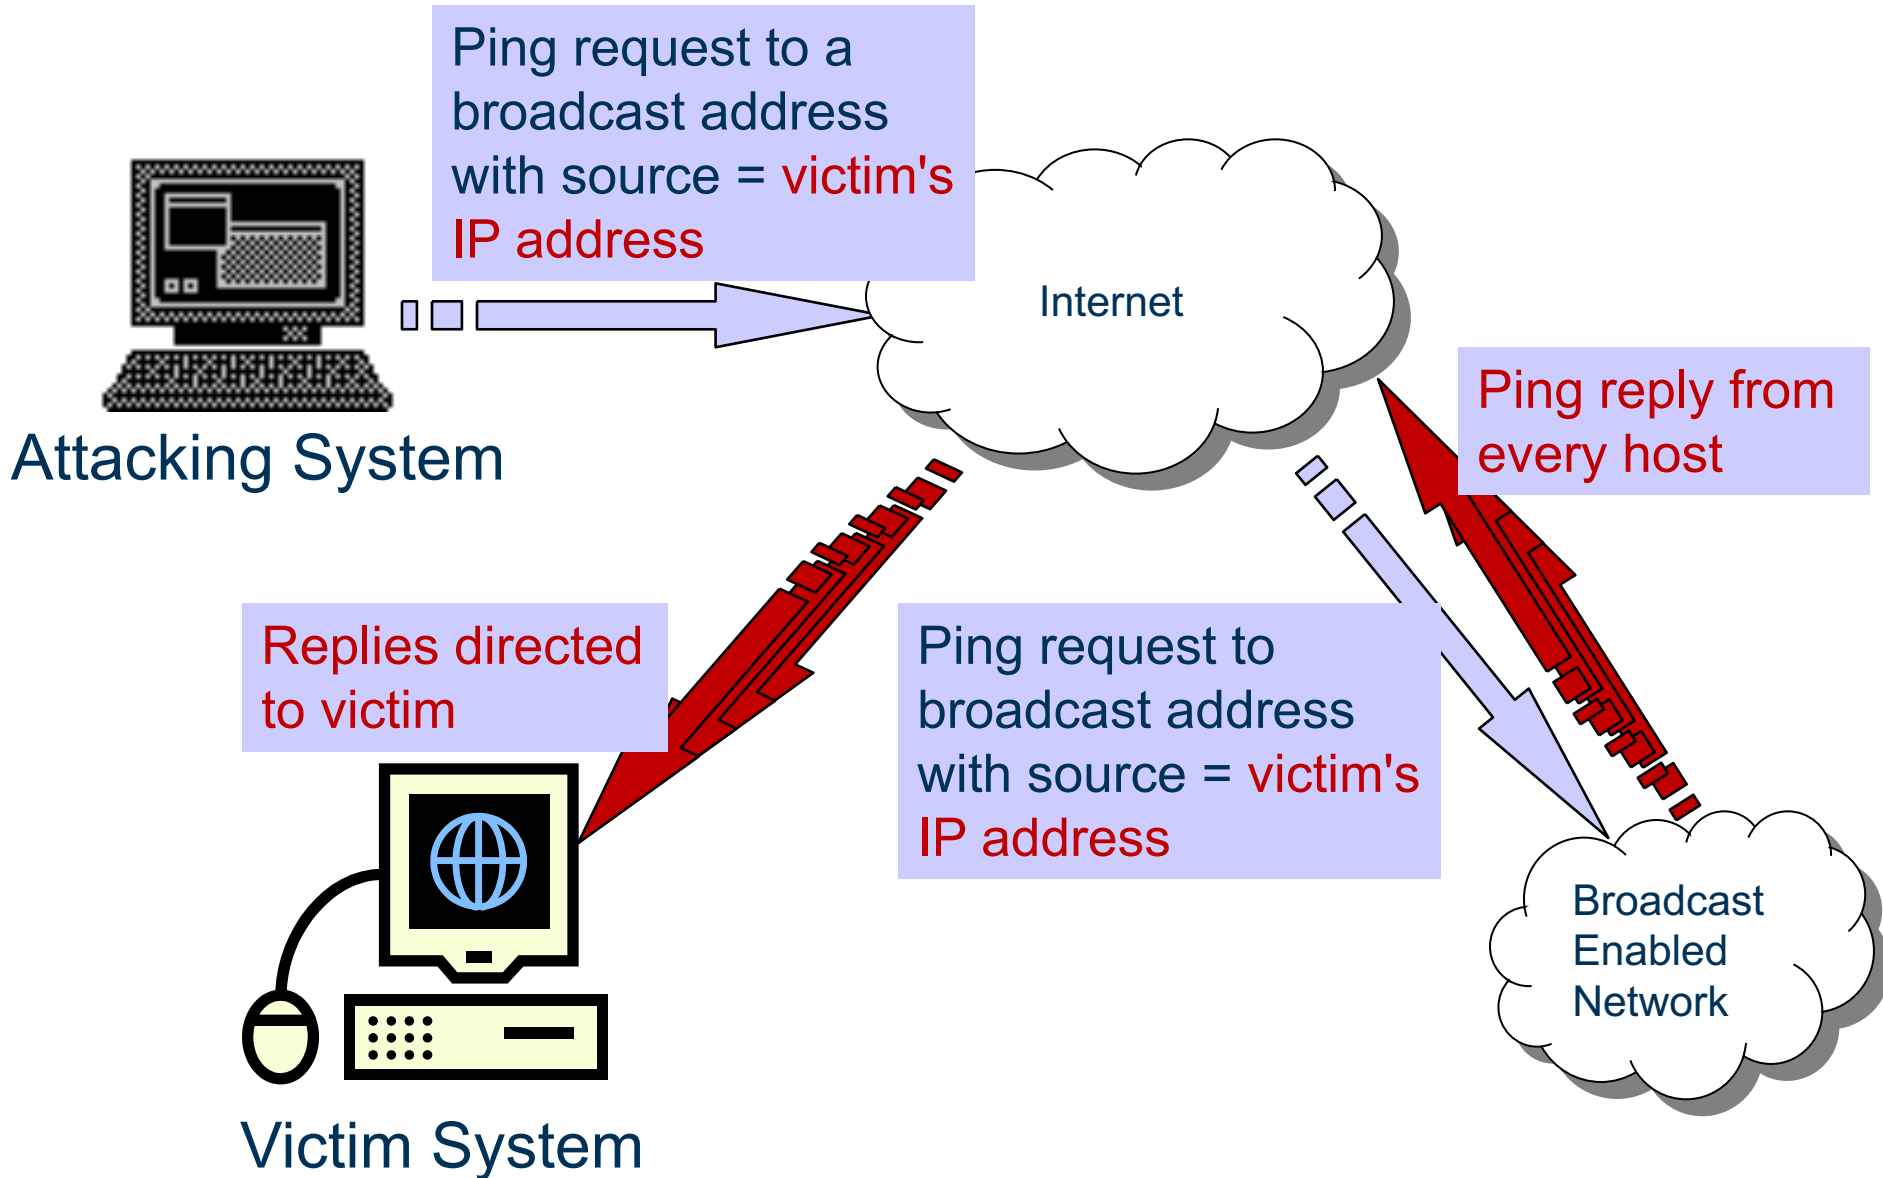 Ping request to a
broadcast address
with source = victim's
IP address
Internet
Ping reply from
every host
Attacking System
Replies directed
to victim
Ping request to
broadcast address
with source = victim's
IP address
Broadcast
Enabled
Network
Victim System